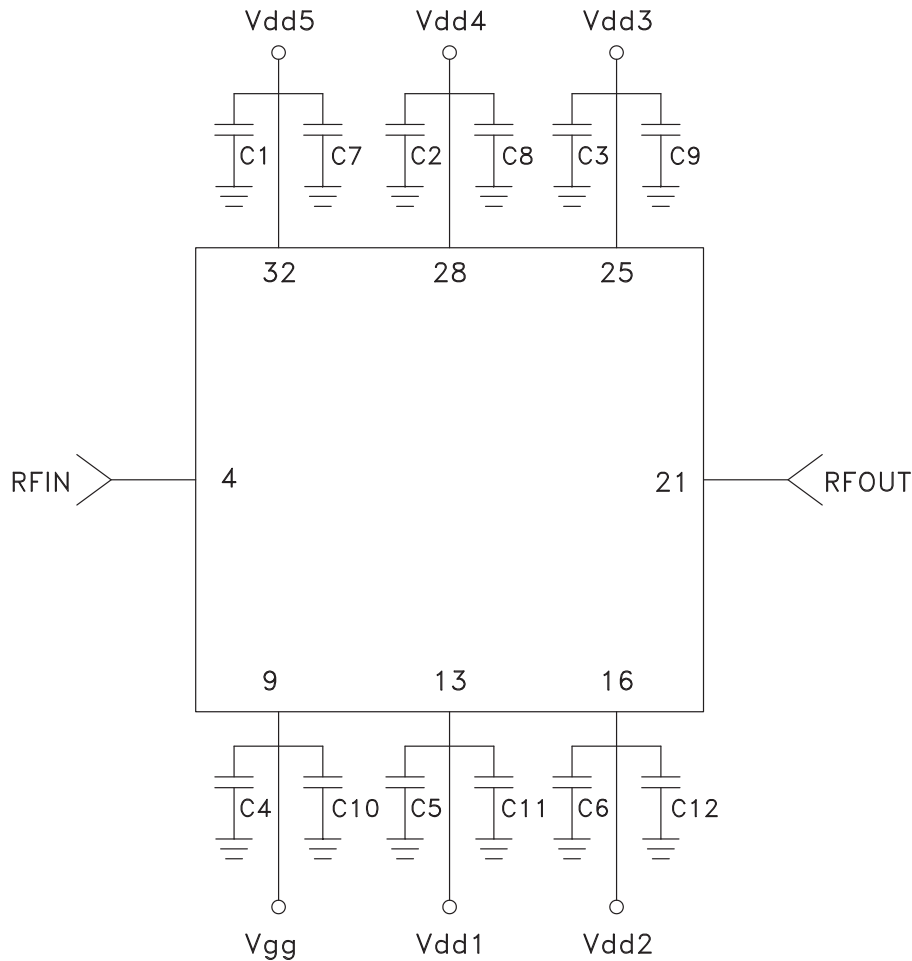 Vdd5 Vdd4 Vdd3
C1 C7 C2 C8 C3 C9
32 28 25
RFIN 4 21 RFOUT
9 13 16
C4 C10 C5 C11 C6 C12
Vgg Vdd1 Vdd2